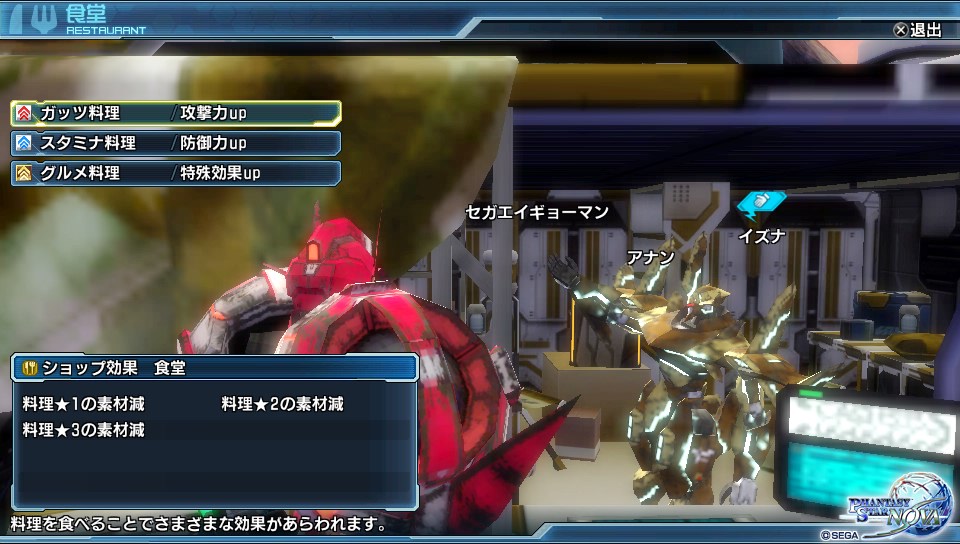 食堂
RESTAURANT
Ⓧ退出
ガッツ料理 /攻撃力up
スタミナ料理 /防御力up
グルメ料理 /特殊効果up
セガエイギョーマン
イズナ
アナン
ショップ効果 食堂
料理★1の素材減 料理★2の素材減
料理★3の素材減
料理を食べることでさまざまな効果があらわれます。
PHANTASY STAR NOVA
©SEGA